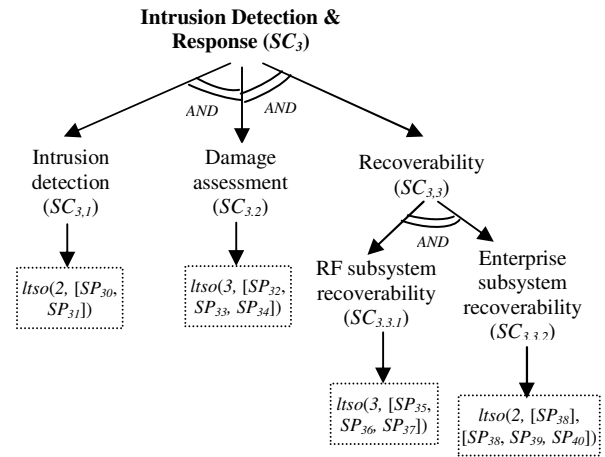 Intrusion Detection &
Response (SC3)
AND AND
Intrusion
detection
(SC3,1)
Damage
assessment
(SC3.2)
Recoverability
(SC3,3)
AND
RF subsystem
recoverability
(SC3.3.1)
Enterprise
subsystem
recoverability
(SC3.3.2)
ltso(2, [SP30,
SP31])
ltso(3, [SP32,
SP33, SP34])
ltso(3, [SP35,
SP36, SP37])
ltso(2, [SP38],
[SP38, SP39, SP40])